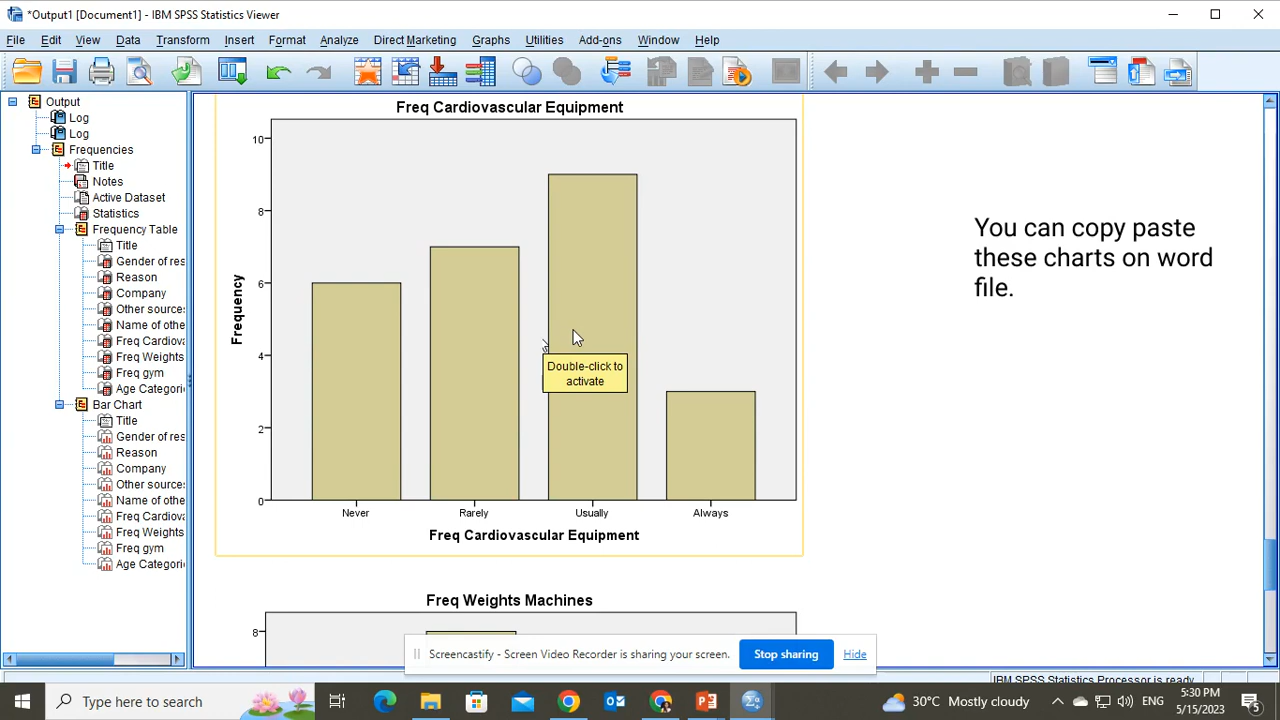 *Output1 [Document1] - IBM SPSS Statistics Viewer
File Edit View Data Transform Insert Format Analyze Direct Marketing Graphs Utilities Add-ons Window Help
Output
Log
Log
Frequencies
Title
Notes
Active Dataset
Statistics
Frequency Table
Title
Gender of res
Reason
Company
Other source
Name of othe
Freq Cardiova
Freq Weights
Freq gym
Age Categori
Bar Chart
Title
Gender of res
Reason
Company
Other source
Name of othe
Freq Cardiova
Freq Weights
Freq gym
Age Categori
Freq Cardiovascular Equipment
Frequency
10
8
6
4
2
0
Double-click to
activate
Never Rarely Usually Always
Freq Cardiovascular Equipment
Freq Weights Machines
8
You can copy paste
these charts on word
file.
Screencastify - Screen Video Recorder is sharing your screen. Stop sharing Hide
IBM SPSS Statistics Processor is ready
Type here to search
30°C Mostly cloudy
ENG
5:30 PM
5/15/2023
5